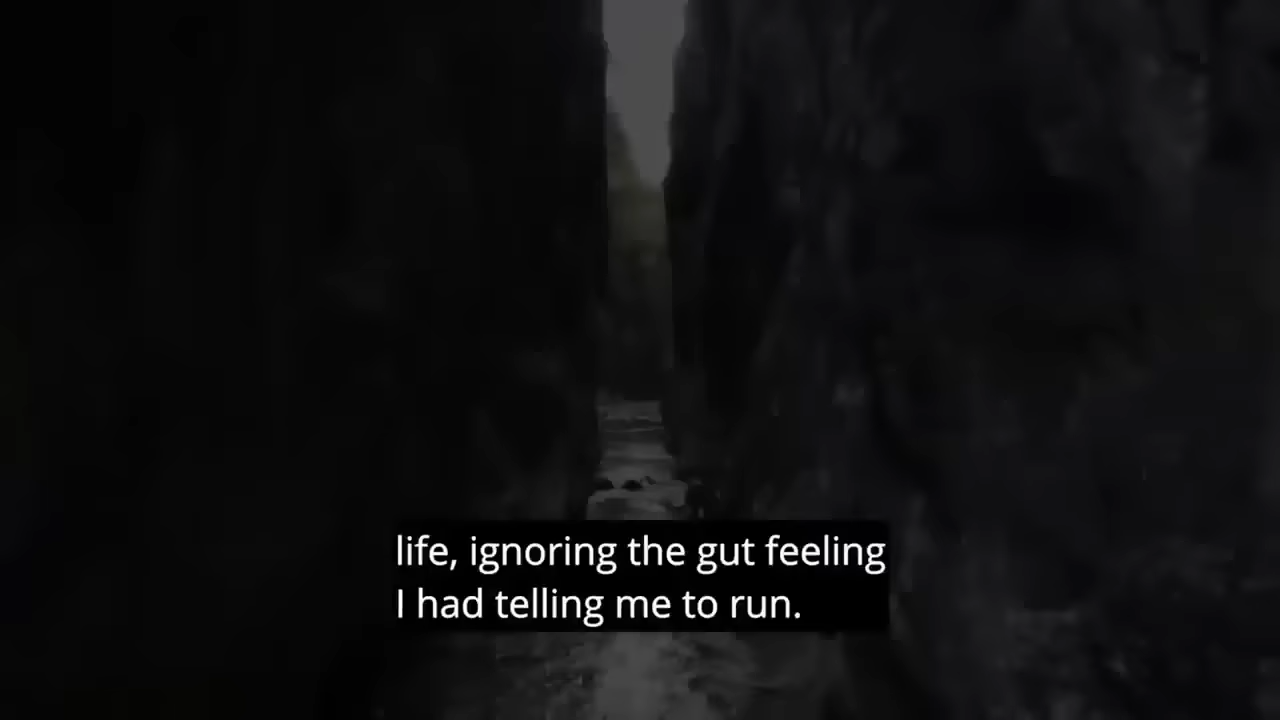 life, ignoring the gut feeling
I had telling me to run.